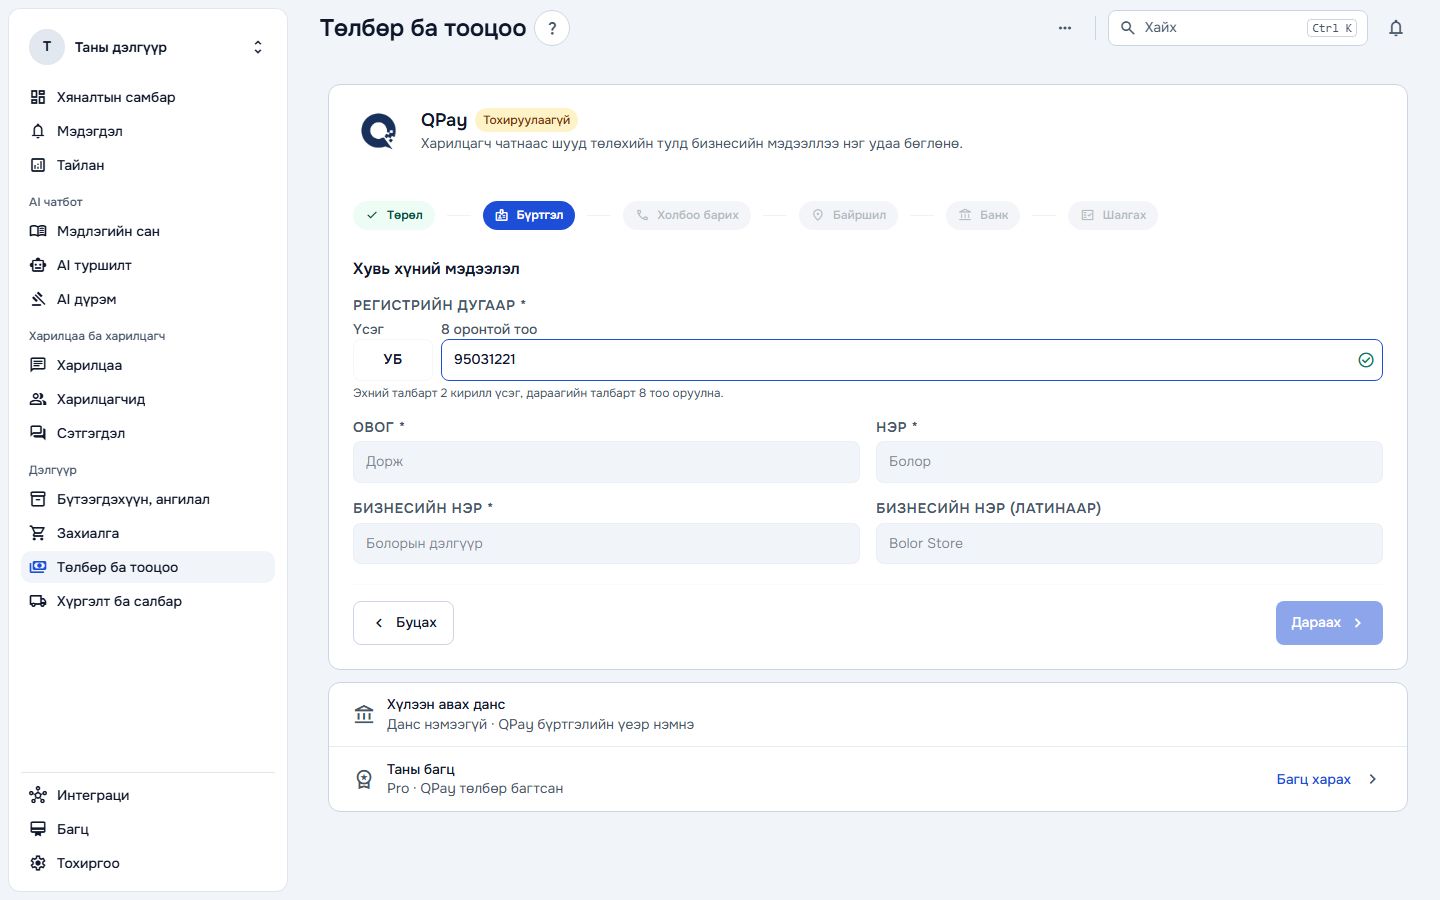 Т Таны дэлгүүр
Хяналтын самбар
Мэдэгдэл
Тайлан
AI чатбот
Мэдлэгийн сан
AI туршилт
AI дүрэм
Харилцаа ба харилцагч
Харилцаа
Харилцагчид
Сэтгэгдэл
Дэлгүүр
Бүтээгдэхүүн, ангилал
Захиалга
Төлбөр ба тооцоо
Хүргэлт ба салбар
Интеграци
Багц
Тохиргоо
Төлбөр ба тооцоо ?
Хайх Ctrl K
QPay Тохируулаагүй
Харилцагч чатнаас шууд төлөхийн тулд бизнесийн мэдээллээ нэг удаа бөглөнө.
Төрөл Бүртгэл Холбоо барих Байршил Банк Шалгах
Хувь хүний мэдээлэл
РЕГИСТРИЙН ДУГААР *
Үсэг 8 оронтой тоо
УБ 95031221
Эхний талбарт 2 кирилл үсэг, дараагийн талбарт 8 тоо оруулна.
ОВОГ * НЭР *
Дорж Болор
БИЗНЕСИЙН НЭР * БИЗНЕСИЙН НЭР (ЛАТИНААР)
Болорын дэлгүүр Bolor Store
Буцах Дараах
Хүлээн авах данс
Данс нэмээгүй · QPay бүртгэлийн үеэр нэмнэ
Таны багц
Pro · QPay төлбөр багтсан
Багц харах